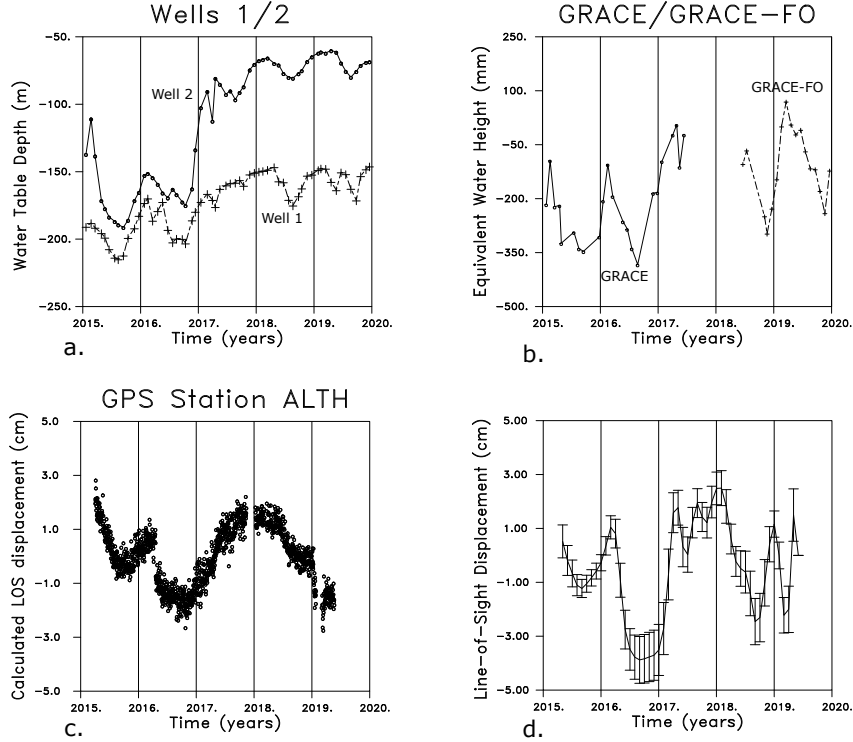 Wells 1/2
Water Table Depth (m)
-50.
-100.
-150.
-200.
-250.
Well 2
Well 1
2015. 2016. 2017. 2018. 2019. 2020.
Time (years)
a.
GRACE/GRACE-FO
Equivalent Water Height (mm)
250.
100.
-50.
-200.
-350.
-500.
GRACE-FO
GRACE
2015. 2016. 2017. 2018. 2019. 2020.
Time (years)
b.
GPS Station ALTH
Calculated LOS displacement (cm)
5.0
3.0
1.0
-1.0
-3.0
-5.0
2015. 2016. 2017. 2018. 2019. 2020.
Time (years)
c.
Line-of-Sight Displacement (cm)
5.00
3.00
1.00
-1.00
-3.00
-5.00
2015. 2016. 2017. 2018. 2019. 2020.
Time (years)
d.